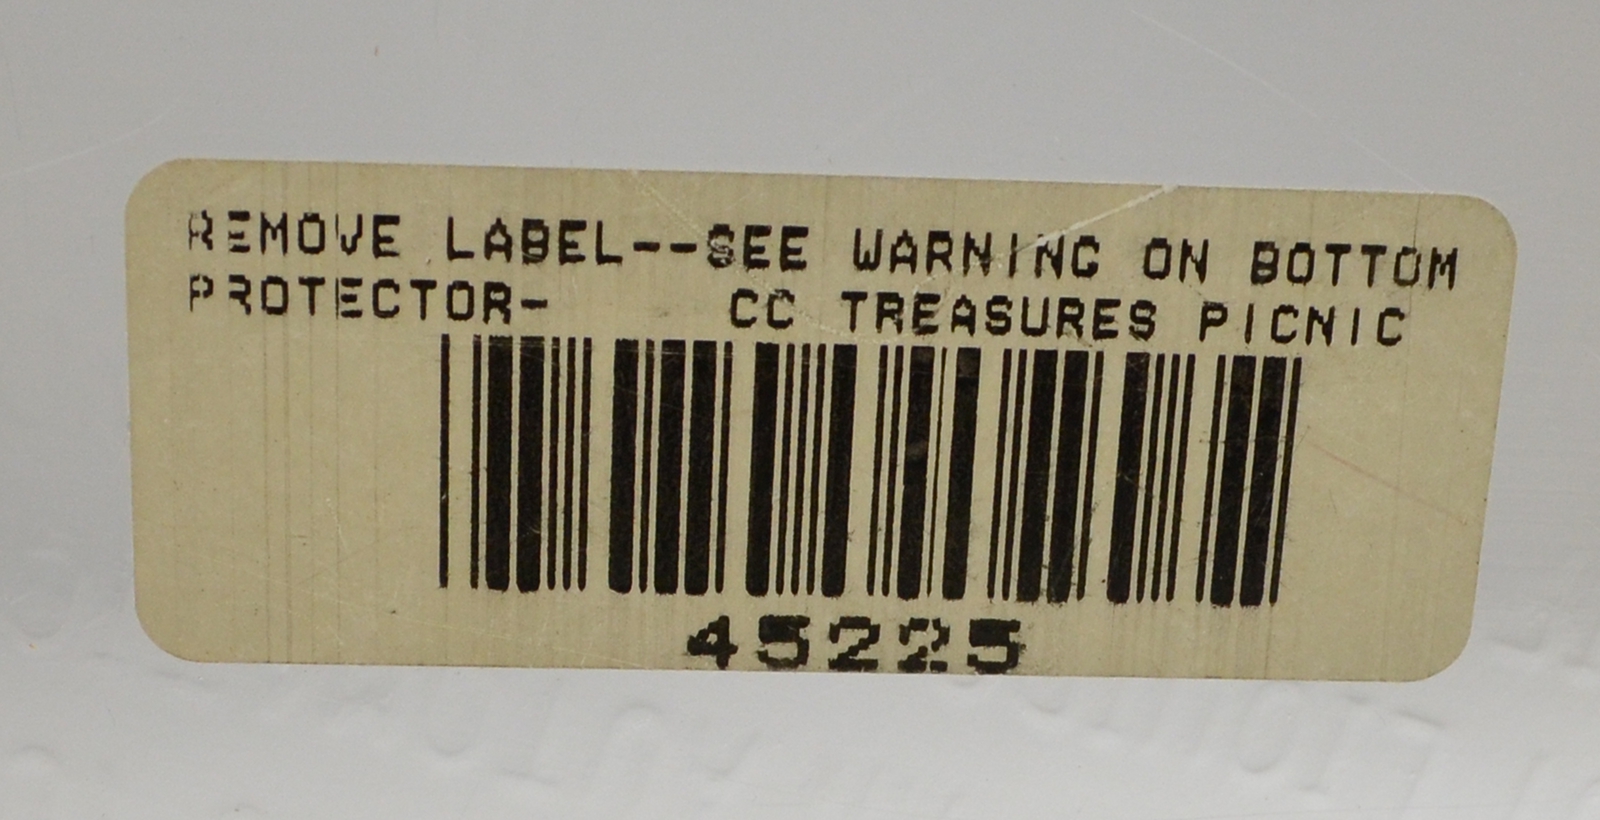 REMOVE LABEL--SEE WARNING ON BOTTOM
PROTECTOR- CC TREASURES PICNIC
45225